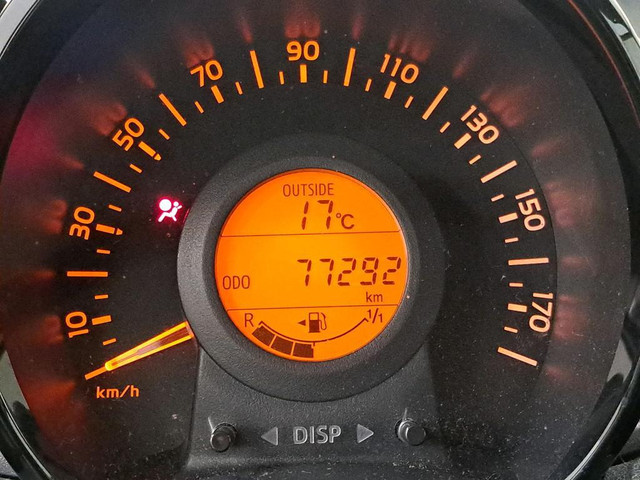 10
30
50
70
90
110
130
150
170
km/h
OUTSIDE
17°C
ODO 77292
km
R 1/1
DISP